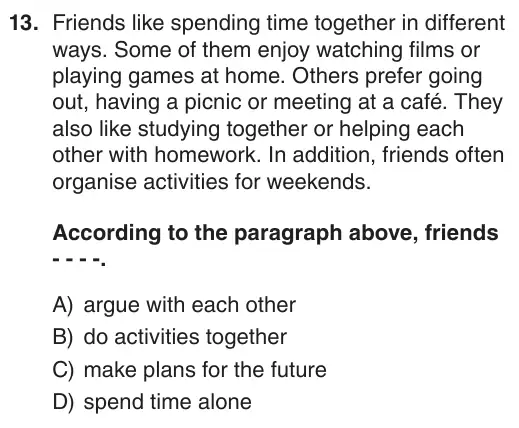 13. Friends like spending time together in different
ways. Some of them enjoy watching films or
playing games at home. Others prefer going
out, having a picnic or meeting at a café. They
also like studying together or helping each
other with homework. In addition, friends often
organise activities for weekends.
According to the paragraph above, friends
- - - -.
A) argue with each other
B) do activities together
C) make plans for the future
D) spend time alone